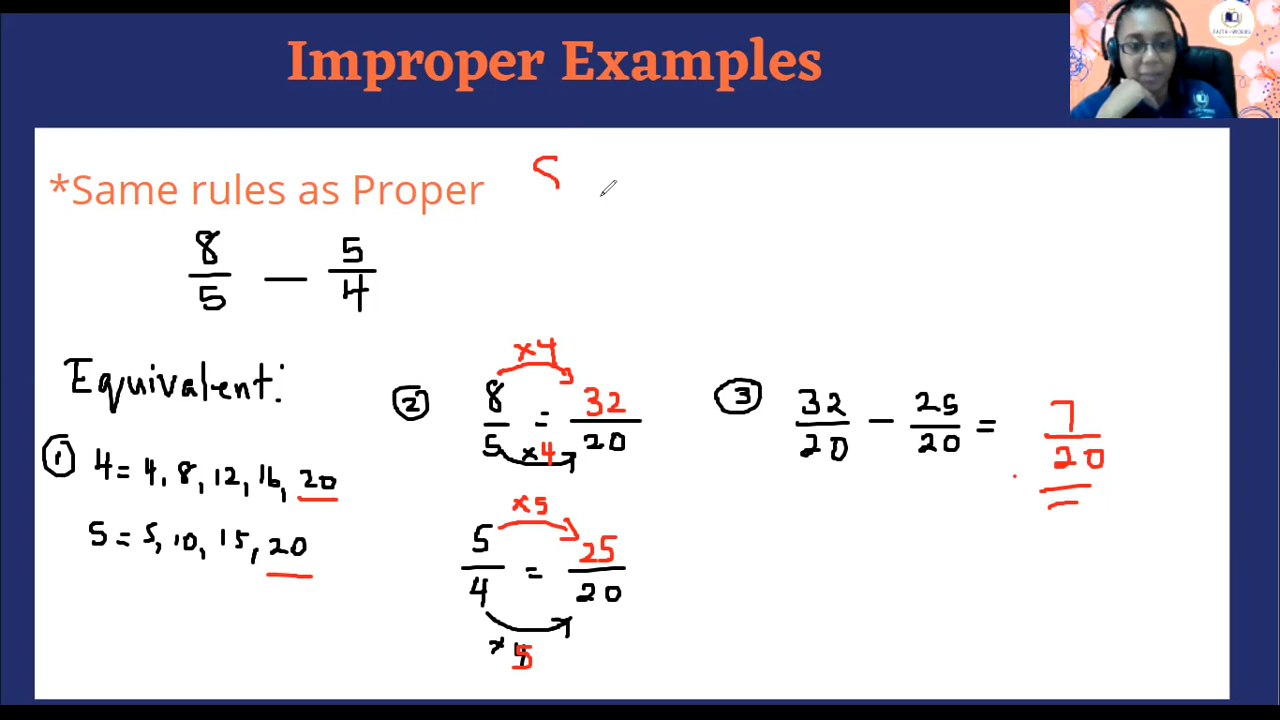 Improper Examples
FAITH + WORKS
*Same rules as Proper
8/5 — 5/4
Equivalent:
① 4 = 4, 8, 12, 16, 20
5 = 5, 10, 15, 20
② 8/5 = 32/20
×4
×4
5/4 = 25/20
×5
×5
③ 32/20 − 25/20 = 7/20